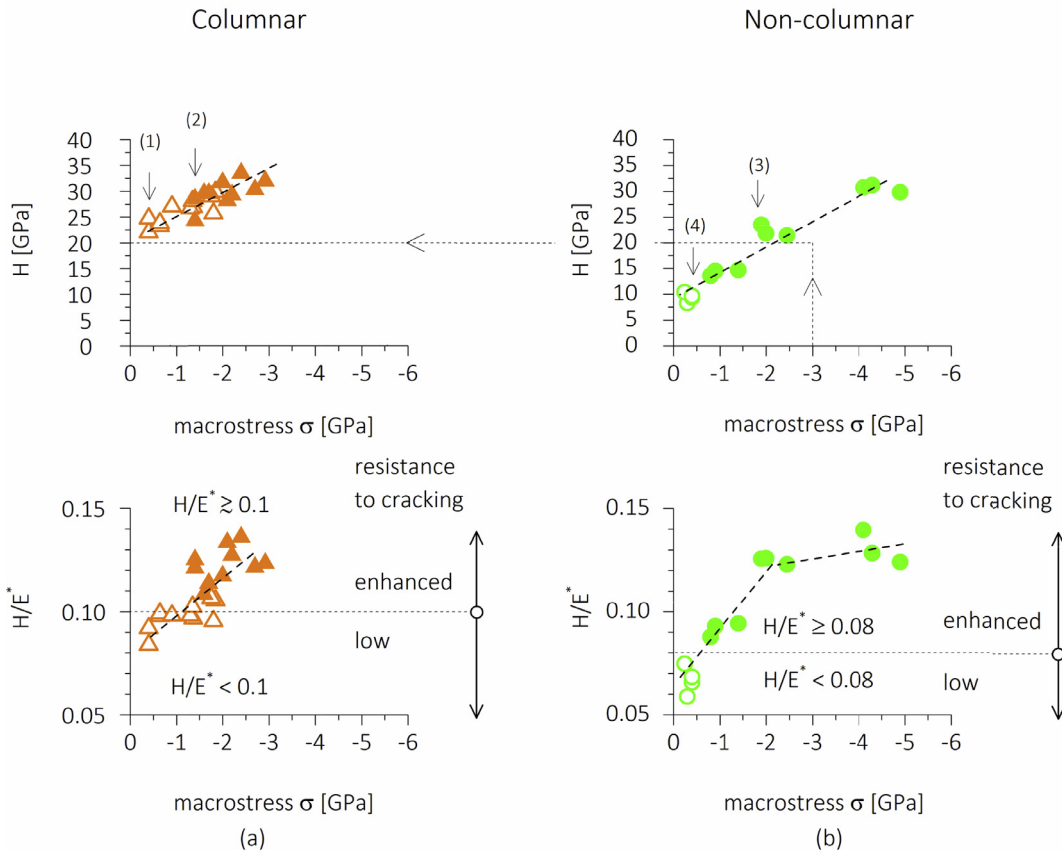 Columnar
Non-columnar
(1)
(2)
40
35
30
25
20
15
10
5
0
H [GPa]
0 -1 -2 -3 -4 -5 -6
macrostress σ [GPa]
(3)
(4)
40
35
30
25
20
15
10
5
0
H [GPa]
0 -1 -2 -3 -4 -5 -6
macrostress σ [GPa]
resistance
to cracking
H/E* ≳ 0.1
0.15
0.10
0.05
H/E*
enhanced
low
H/E* < 0.1
0 -1 -2 -3 -4 -5 -6
macrostress σ [GPa]
(a)
resistance
to cracking
0.15
0.10
0.05
H/E*
H/E* ≥ 0.08
enhanced
H/E* < 0.08
low
0 -1 -2 -3 -4 -5 -6
macrostress σ [GPa]
(b)